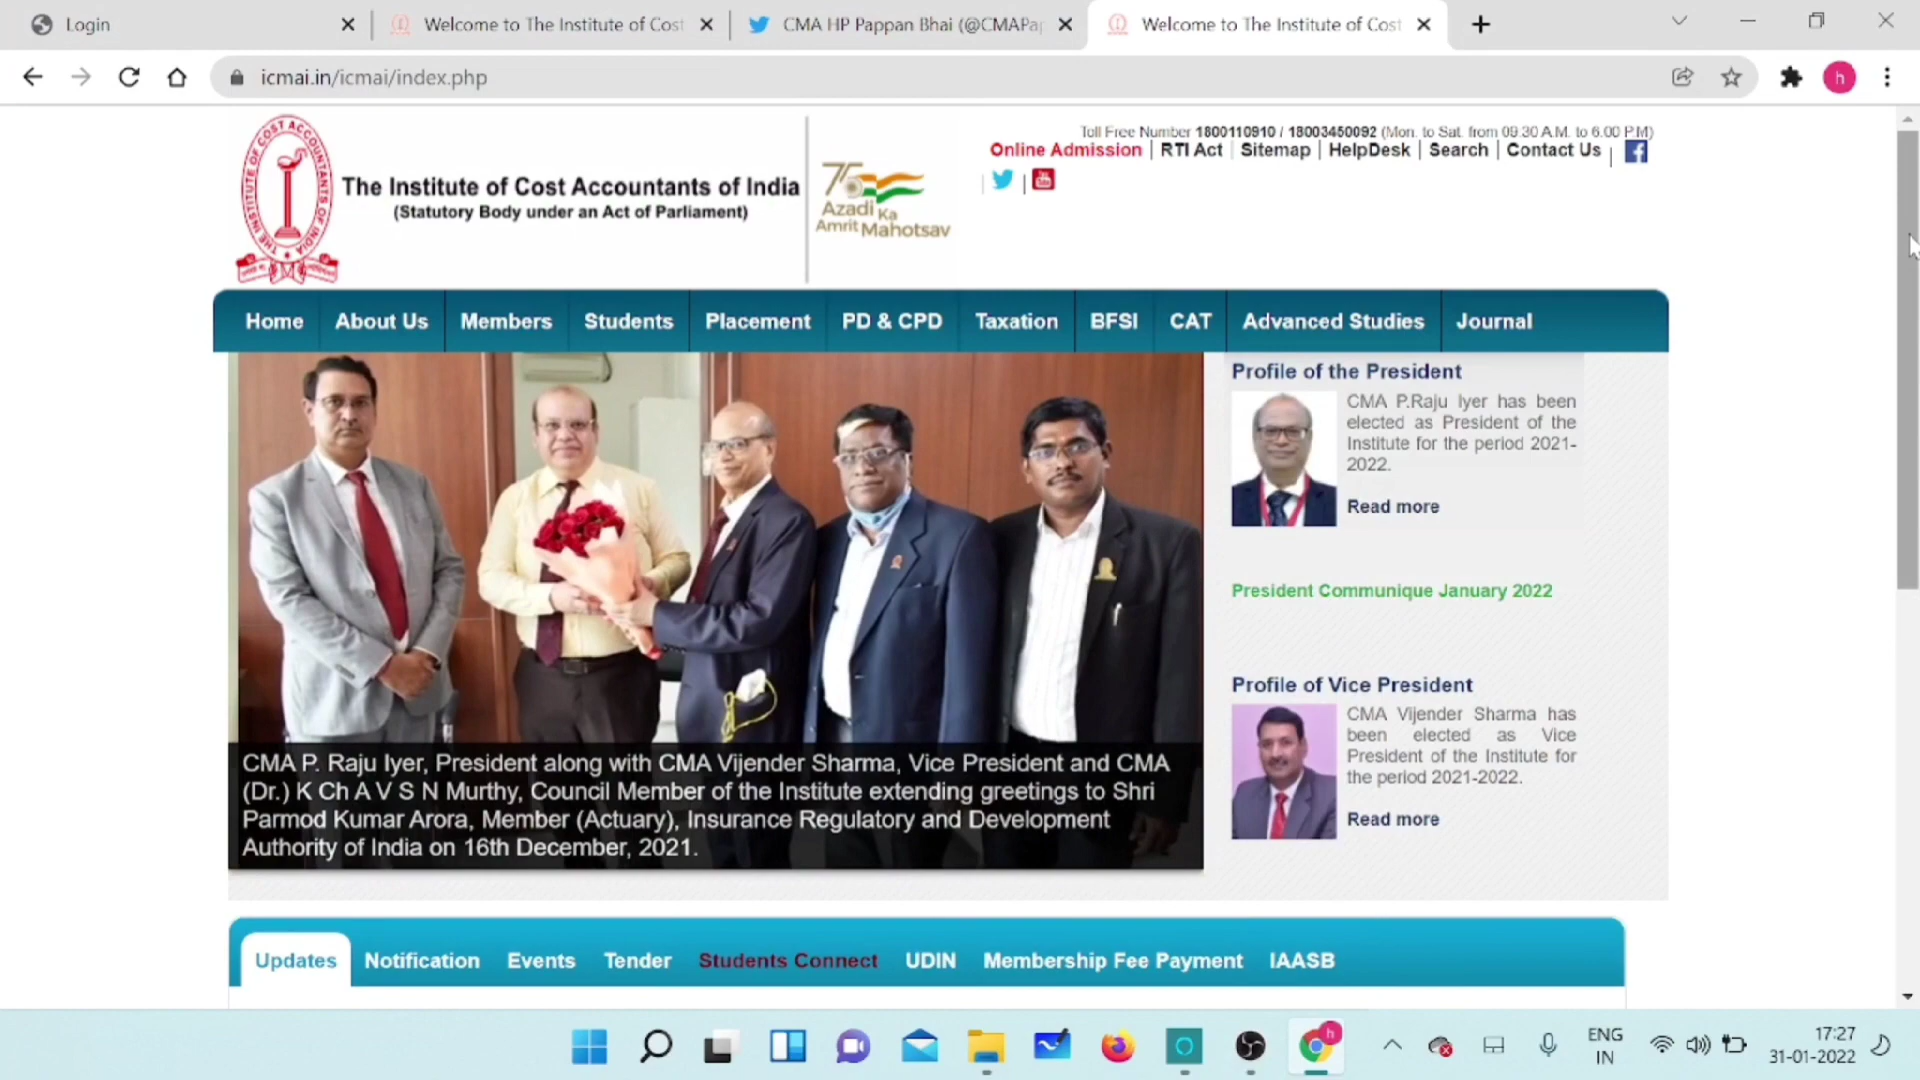 Login
Welcome to The Institute of Cost
CMA HP Pappan Bhai (@CMAPap
Welcome to The Institute of Cost
icmai.in/icmai/index.php
h
THE INSTITUTE OF COST ACCOUNTANTS OF INDIA
The Institute of Cost Accountants of India
(Statutory Body under an Act of Parliament)
75
Azadi Ka
Amrit Mahotsav
Toll Free Number 1800110910 / 18003450092 (Mon. to Sat. from 09.30 A.M. to 6.00 P.M)
Online Admission | RTI Act | Sitemap | HelpDesk | Search | Contact Us |
Home About Us Members Students Placement PD & CPD Taxation BFSI CAT Advanced Studies Journal
Profile of the President
CMA P.Raju Iyer has been
elected as President of the
Institute for the period 2021-
2022.
Read more
President Communique January 2022
Profile of Vice President
CMA Vijender Sharma has
been elected as Vice
President of the Institute for
the period 2021-2022.
Read more
CMA P. Raju Iyer, President along with CMA Vijender Sharma, Vice President and CMA
(Dr.) K Ch A V S N Murthy, Council Member of the Institute extending greetings to Shri
Parmod Kumar Arora, Member (Actuary), Insurance Regulatory and Development
Authority of India on 16th December, 2021.
Updates Notification Events Tender Students Connect UDIN Membership Fee Payment IAASB
h
ENG
IN
17:27
31-01-2022